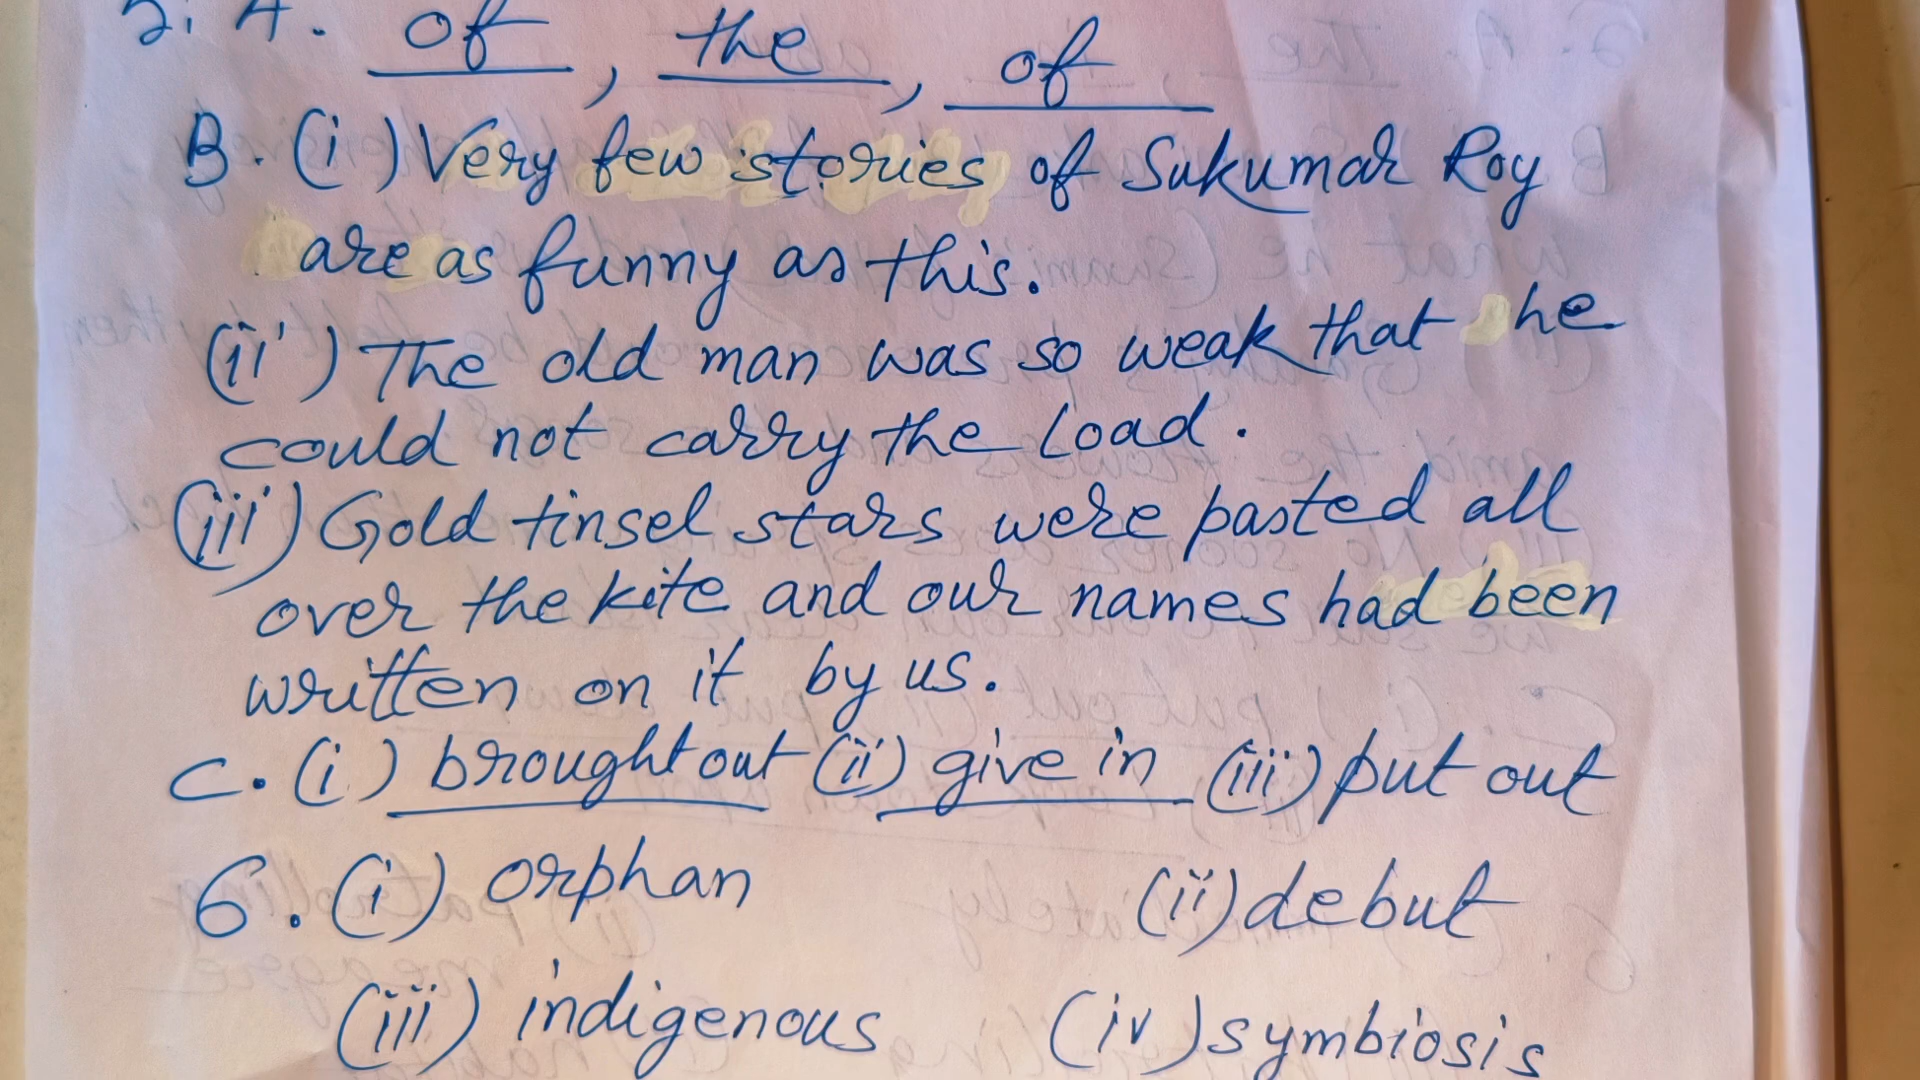 5. A. of, the, of
B. (i) Very few stories of Sukumar Roy
are as funny as this.
(ii) The old man was so weak that he
could not carry the load.
(iii) Gold tinsel stars were pasted all
over the kite and our names had been
written on it by us.
C. (i) brought out (ii) give in (iii) put out
6. (i) orphan (ii) debut
(iii) indigenous (iv) symbiosis